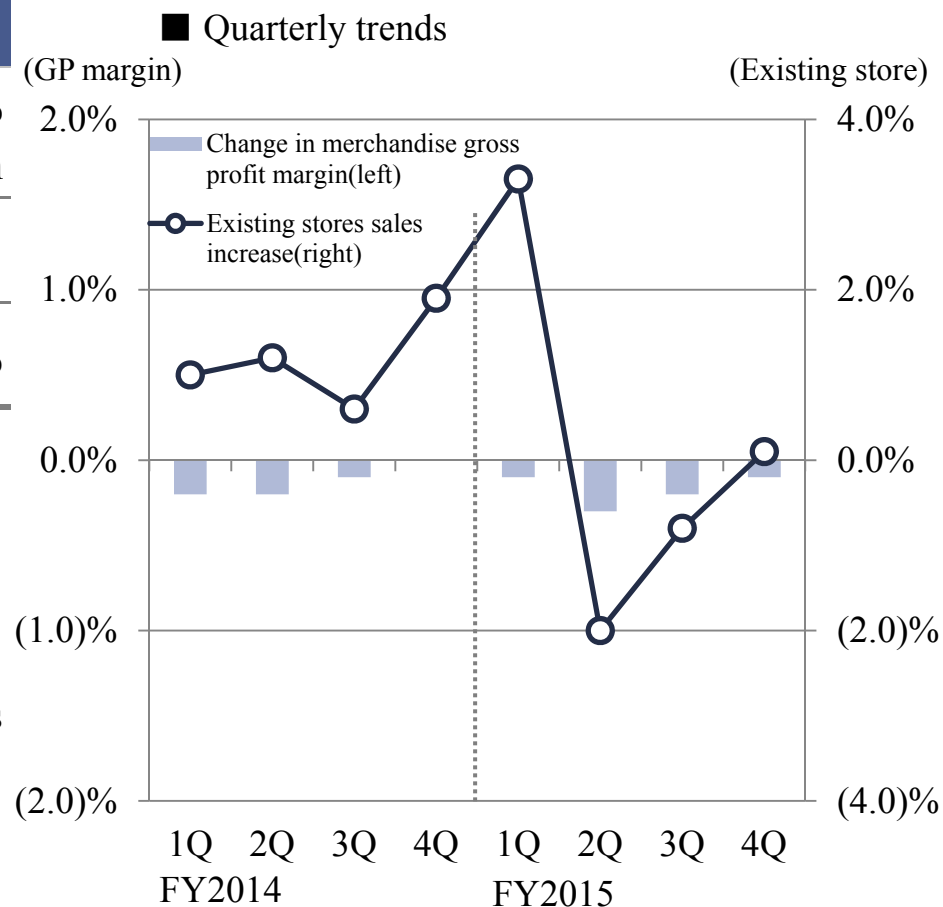 ■ Quarterly trends
(GP margin)
(Existing store)
2.0%
4.0%
Change in merchandise gross
profit margin(left)
Existing stores sales
increase(right)
1.0%
2.0%
0.0%
0.0%
(1.0)%
(2.0)%
(2.0)%
(4.0)%
1Q 2Q 3Q 4Q 1Q 2Q 3Q 4Q
FY2014 FY2015